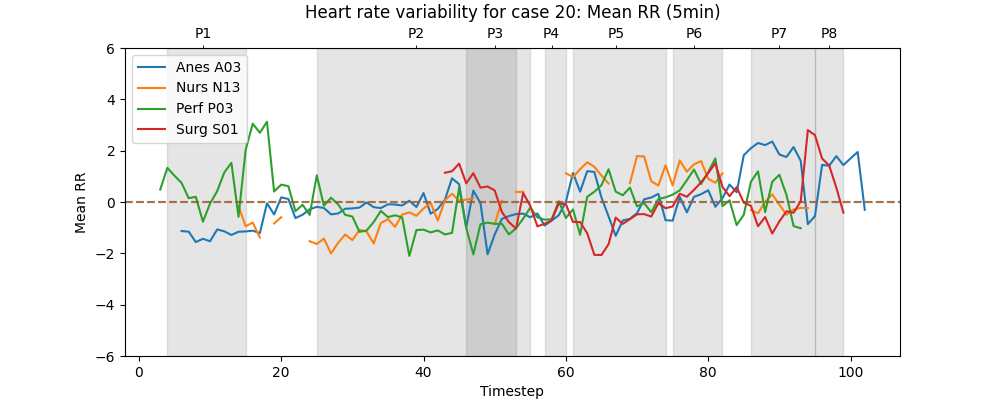 Heart rate variability for case 20: Mean RR (5min)
P1 P2 P3 P4 P5 P6 P7 P8
Anes A03
Nurs N13
Perf P03
Surg S01
Mean RR
6
4
2
0
−2
−4
−6
0 20 40 60 80 100
Timestep